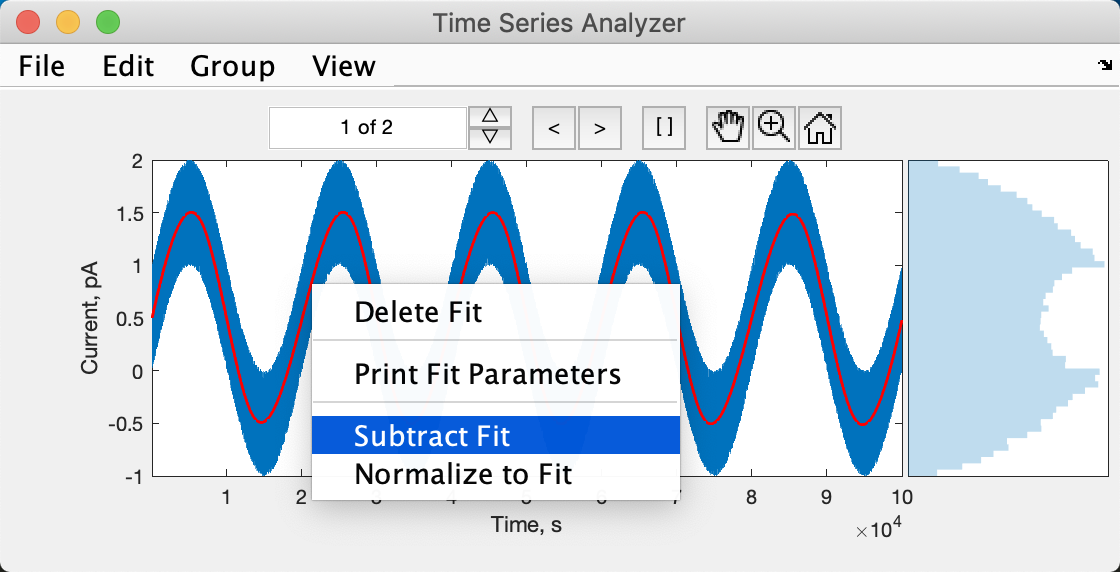 Time Series Analyzer
File Edit Group View
1 of 2 < > [ ]
2
1.5
1
0.5
0
-0.5
-1
Current, pA
Delete Fit
Print Fit Parameters
Subtract Fit
Normalize to Fit
1 2 8 9 10
×10⁴
Time, s